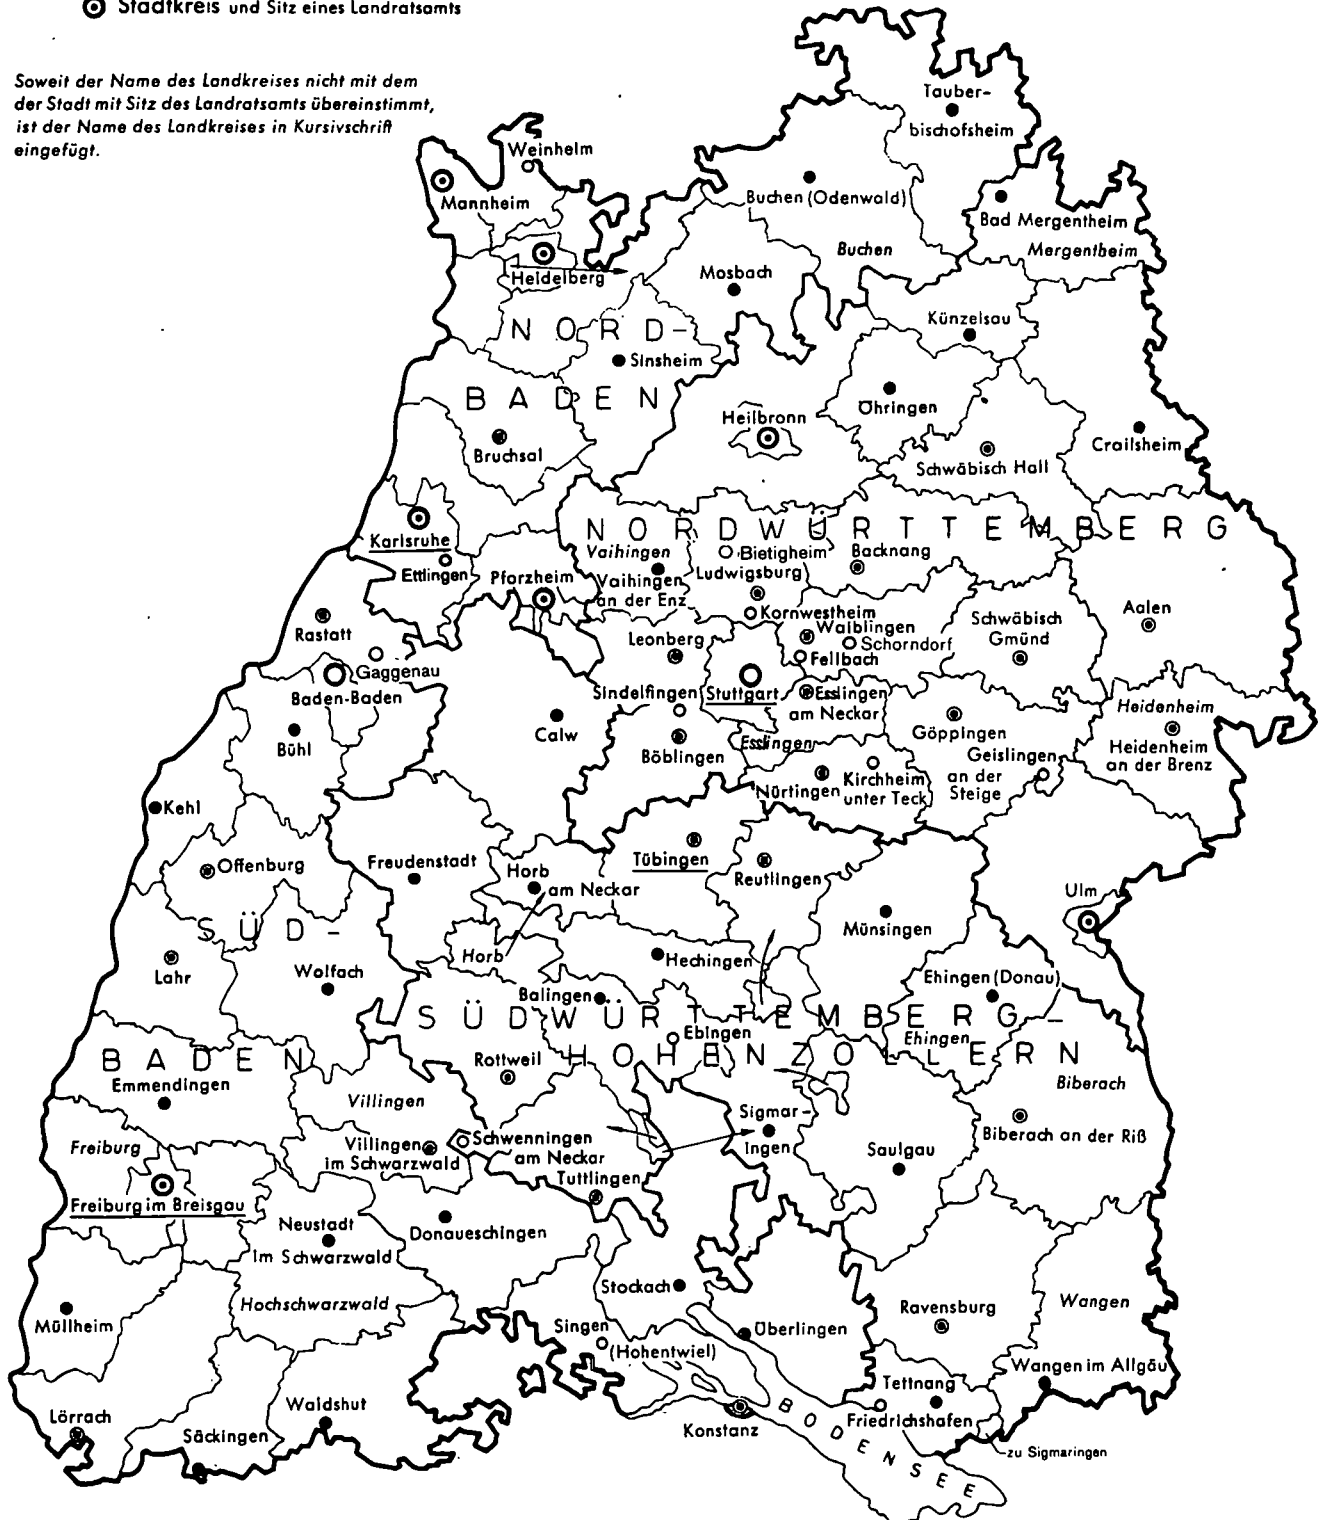 Stadtkreis und Sitz eines Landratsamts
Soweit der Name des Landkreises nicht mit dem
der Stadt mit Sitz des Landratsamts übereinstimmt,
ist der Name des Landkreises in Kursivschrift
eingefügt.
Tauber-
bischofsheim
Weinheim
Mannheim
Buchen (Odenwald)
Bad Mergentheim
Buchen
Mergentheim
Heidelberg
Mosbach
Künzelsau
NORD-
Sinsheim
BADEN
Öhringen
Heilbronn
Crailsheim
Bruchsal
Schwäbisch Hall
NORDWÜRTTEMBERG
Karlsruhe
Vaihingen
Bietigheim
Backnang
Ettlingen
Pforzheim
Vaihingen
an der Enz
Ludwigsburg
Kornwestheim
Aalen
Rastatt
Leonberg
Waiblingen
Schorndorf
Schwäbisch
Gmünd
Fellbach
Gaggenau
Baden-Baden
Sindelfingen
Stuttgart
Esslingen
am Neckar
Heidenheim
Bühl
Calw
Böblingen
Esslingen
Göppingen
Geislingen
an der
Steige
Heidenheim
an der Brenz
Nürtingen
Kirchheim
unter Teck
Kehl
Offenburg
Freudenstadt
Horb
am Neckar
Tübingen
Reutlingen
Ulm
Münsingen
SÜD-
Lahr
Wolfach
Horb
Hechingen
Ehingen (Donau)
Balingen
SÜDWÜRTTEMBERG-
Ebingen
Ehingen
BADEN
Rottweil
HOHENZOLLERN
Emmendingen
Villingen
Biberach
Freiburg
Villingen
im Schwarzwald
Schwenningen
am Neckar
Sigmar-
ingen
Saulgau
Biberach an der Riß
Tuttlingen
Freiburg im Breisgau
Neustadt
im Schwarzwald
Donaueschingen
Stockach
Hochschwarzwald
Ravensburg
Wangen
Müllheim
Singen
(Hohentwiel)
Überlingen
Wangen im Allgäu
Tettnang
Lörrach
Waldshut
Säckingen
Konstanz
BODENSEE
Friedrichshafen
zu Sigmaringen